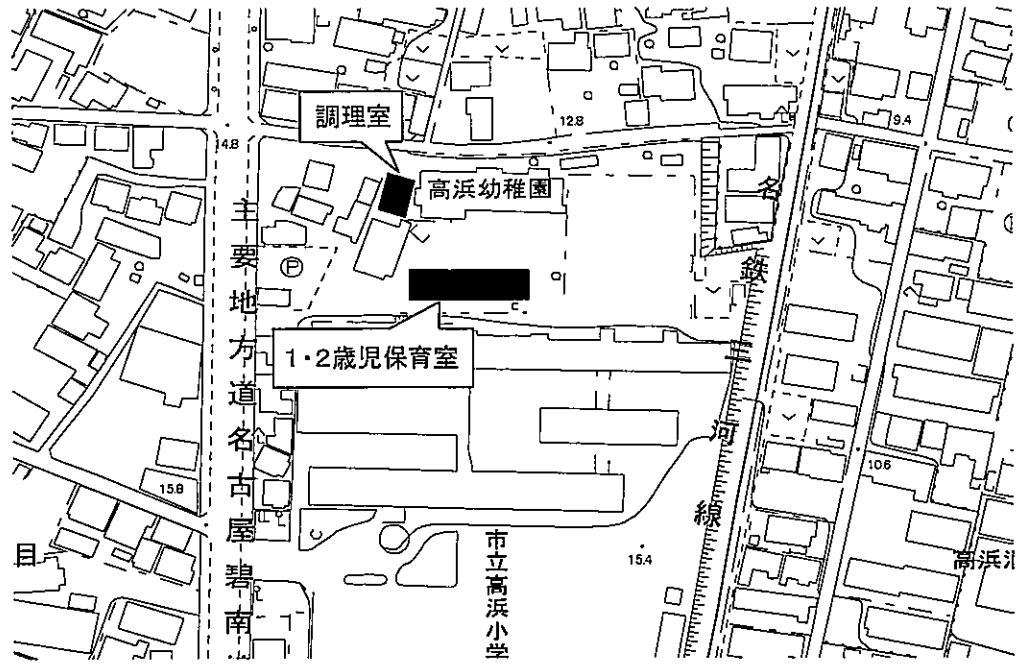 調理室
12.8
9.4
14.8
高浜幼稚園
主要地方道名古屋碧南
P
名鉄三河線
1・2歳児保育室
10.6
15.8
目
15.4
市立高浜小学
高浜